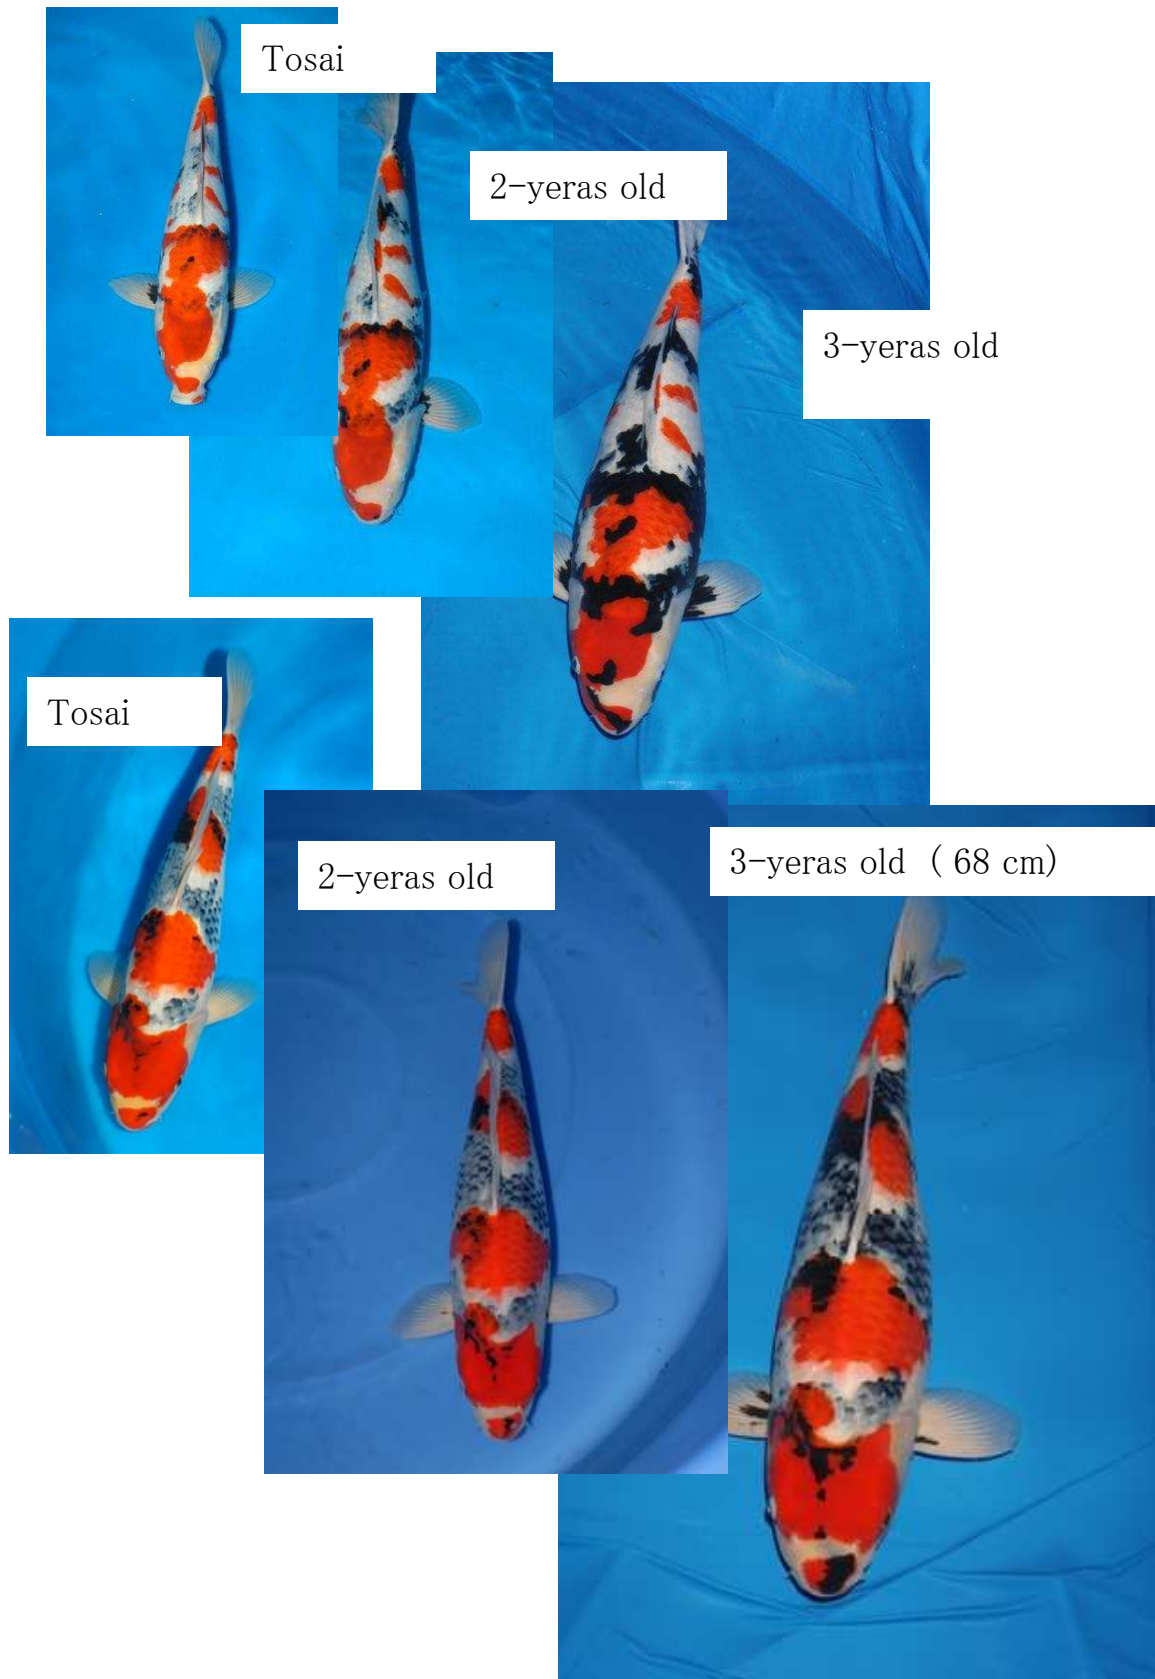 Tosai
2-yeras old
3-yeras old
Tosai
2-yeras old
3-yeras old ( 68 cm)